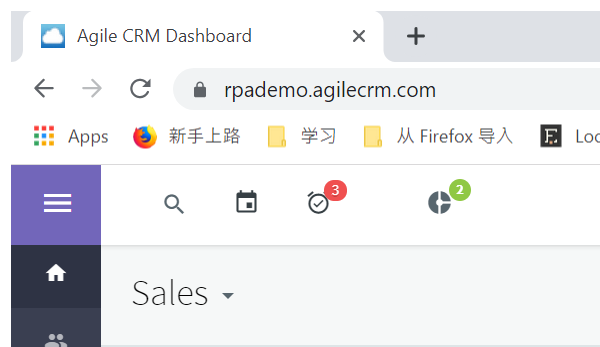 Agile CRM Dashboard
rpademo.agilecrm.com
Apps 新手上路 学习 从 Firefox 导入
3 2
Sales